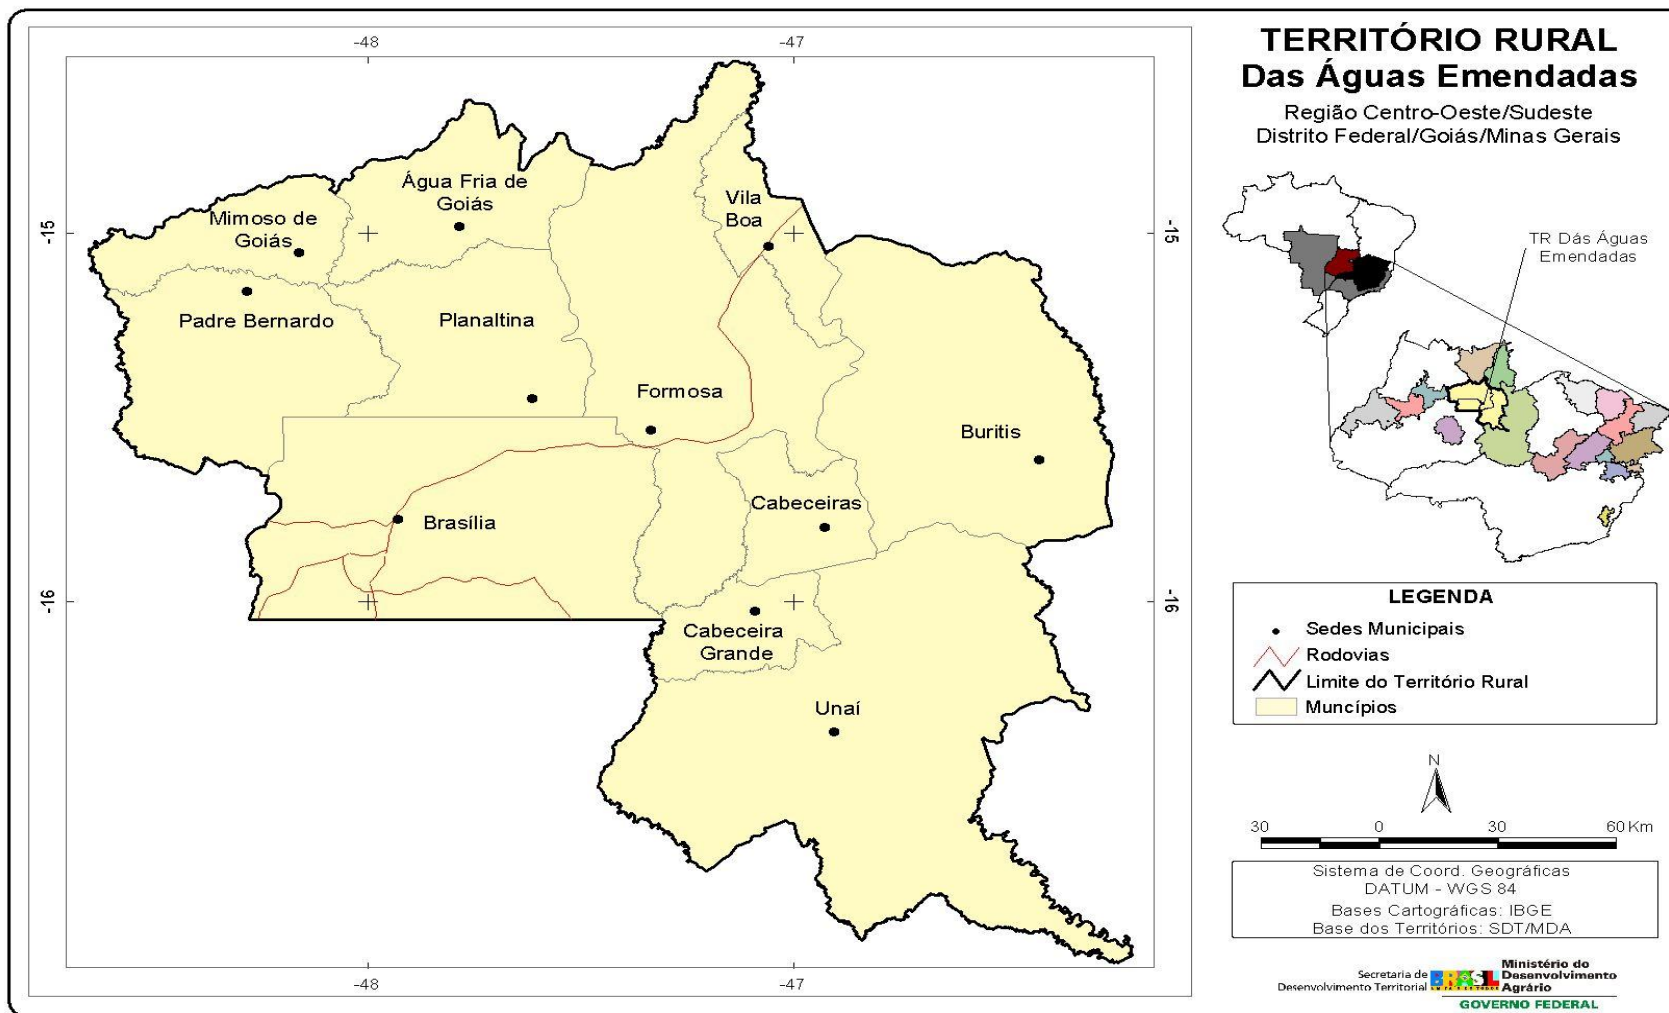 TERRITÓRIO RURAL
Das Águas Emendadas
Região Centro-Oeste/Sudeste
Distrito Federal/Goiás/Minas Gerais
-48
-47
-15
-15
-16
-16
-48
-47
Água Fria de
Goiás
Mimoso de
Goiás
Vila
Boa
Padre Bernardo
Planaltina
Formosa
Buritis
Cabeceiras
Brasília
Cabeceira
Grande
Unaí
TR Dás Águas
Emendadas
LEGENDA
Sedes Municipais
Rodovias
Limite do Território Rural
Muncípios
N
30 0 30 60 Km
Sistema de Coord. Geográficas
DATUM - WGS 84
Bases Cartográficas: IBGE
Base dos Territórios: SDT/MDA
Secretaria de
Desenvolvimento Territorial
BRASIL
Ministério do
Desenvolvimento
Agrário
GOVERNO FEDERAL